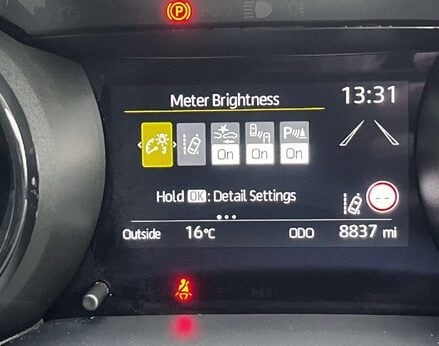 P
Meter Brightness
13:31
P
On On On
Hold OK: Detail Settings
--
Outside 16°C ODO 8837 mi